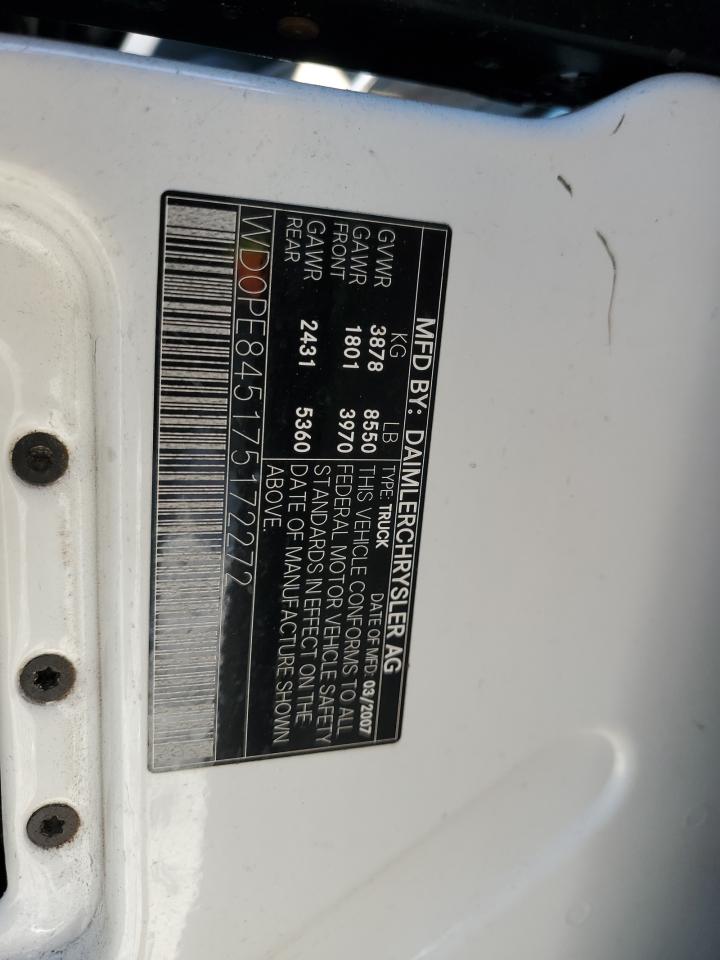 MFD BY: DAIMLERCHRYSLER AG
KG LB TYPE: TRUCK DATE OF MFD: 03/2007
GVWR 3878 8550 THIS VEHICLE CONFORMS TO ALL
GAWR FRONT 1801 3970 FEDERAL MOTOR VEHICLE SAFETY
STANDARDS IN EFFECT ON THE
GAWR REAR 2431 5360 DATE OF MANUFACTURE SHOWN
ABOVE.
WD0PE845175172272